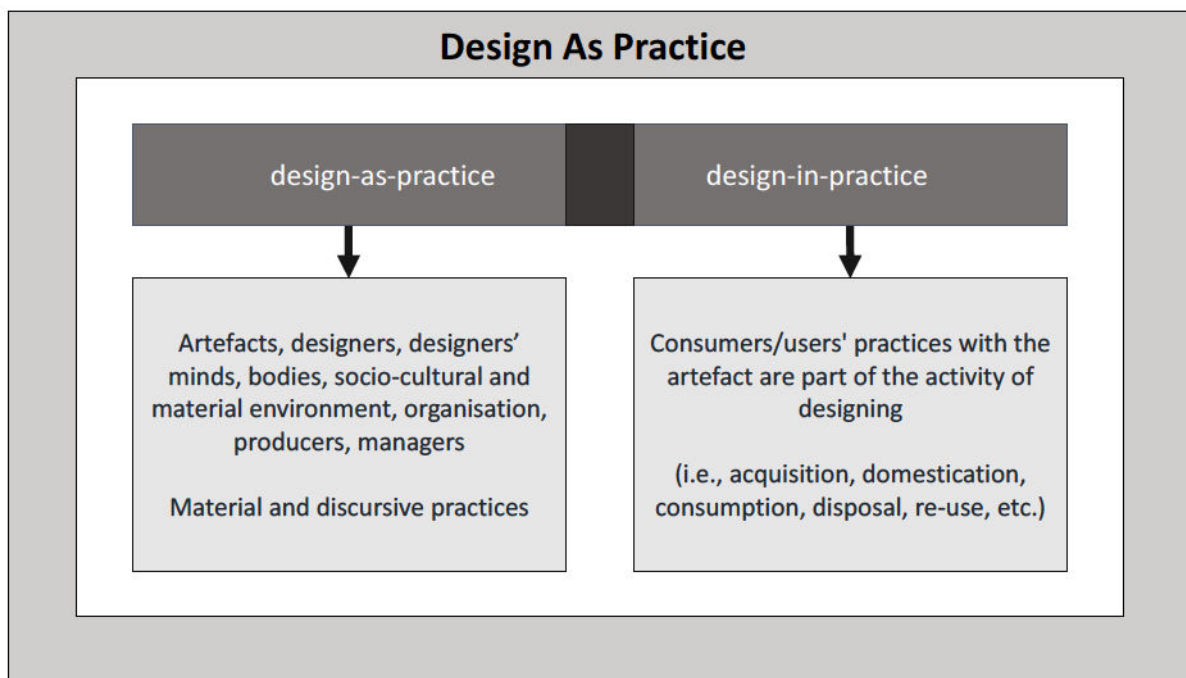 Design As Practice
design-as-practice
design-in-practice
Artefacts, designers, designers’
minds, bodies, socio-cultural and
material environment, organisation,
producers, managers
Material and discursive practices
Consumers/users' practices with the
artefact are part of the activity of
designing
(i.e., acquisition, domestication,
consumption, disposal, re-use, etc.)